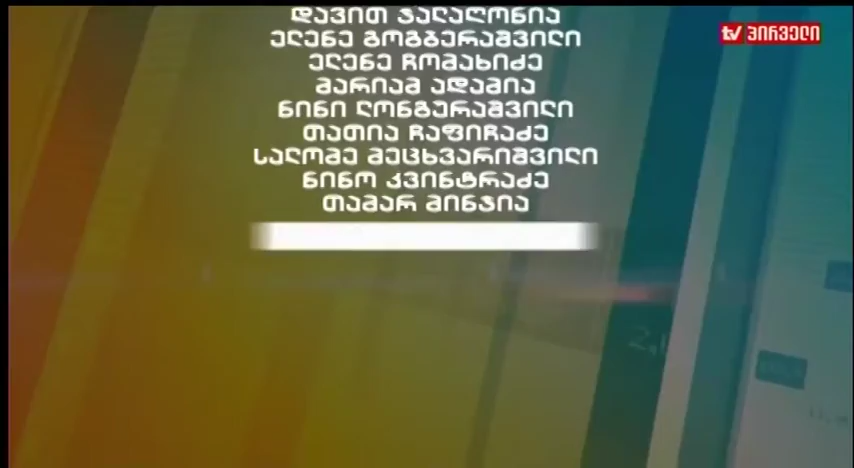 დავით ჯალაღონია
ელენე გოგბერაშვილი
ელენე ჩომახიძე
მარიამ ადამია
ნინი ლონგურაშვილი
თათია ჩაფიჩაძე
სალომე მეცხვარიშვილი
ნინო კვინტრაძე
თამარ მინჯია
tv პირველი